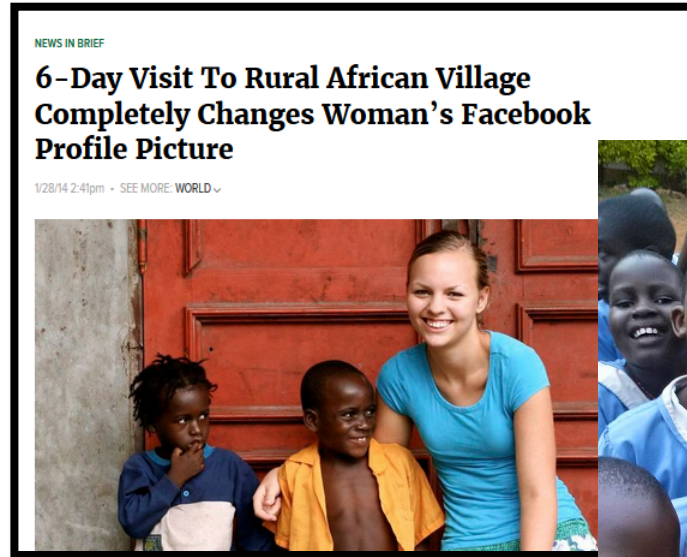 NEWS IN BRIEF
6-Day Visit To Rural African Village
Completely Changes Woman’s Facebook
Profile Picture
1/28/14 2:41pm • SEE MORE: WORLD